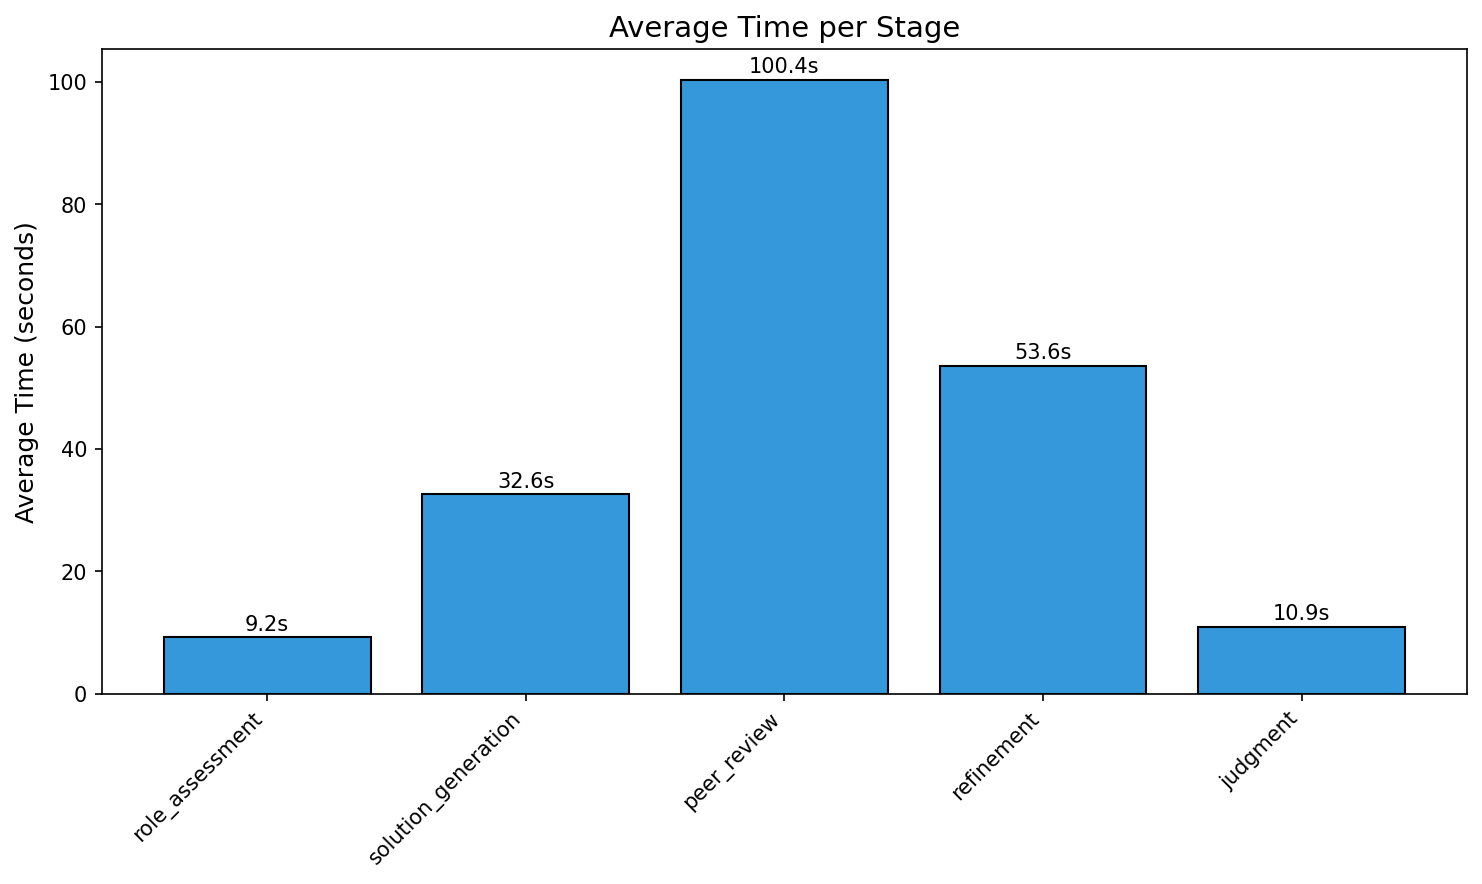 Average Time per Stage
Average Time (seconds)
100
80
60
40
20
0
9.2s
32.6s
100.4s
53.6s
10.9s
role_assessment
solution_generation
peer_review
refinement
judgment